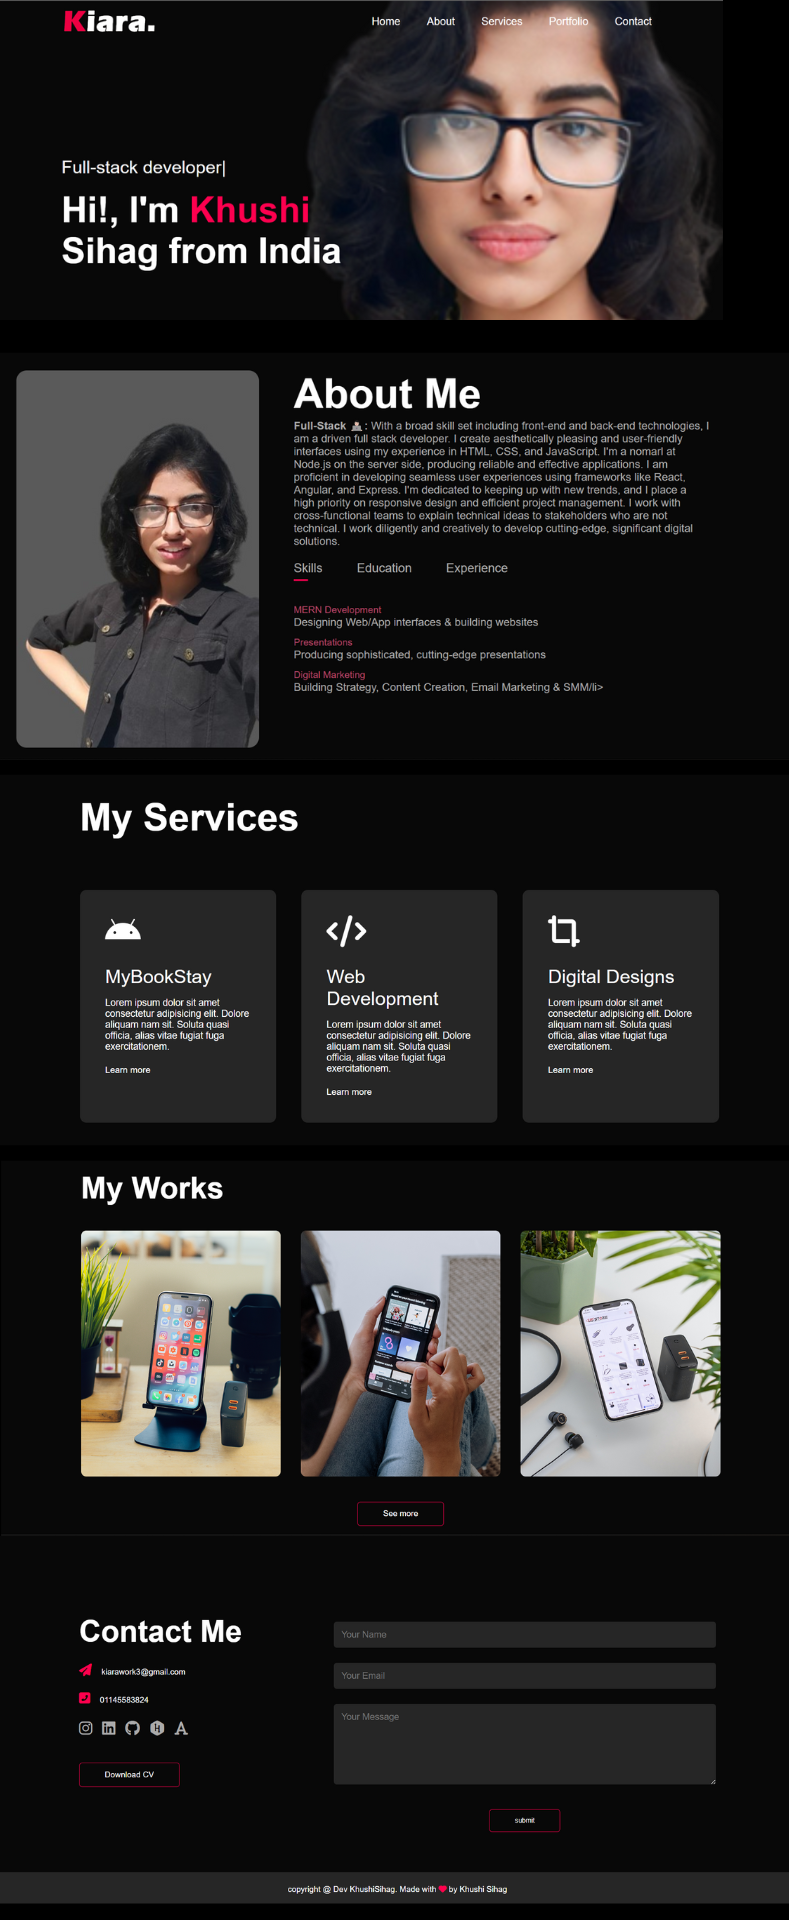 Kiara.
Home About Services Portfolio Contact
Full-stack developer|
Hi!, I'm Khushi
Sihag from India
About Me
Full-Stack 👩🏻‍💻 : With a broad skill set including front-end and back-end technologies, I
am a driven full stack developer. I create aesthetically pleasing and user-friendly
interfaces using my experience in HTML, CSS, and JavaScript. I'm a nomarl at
Node.js on the server side, producing reliable and effective applications. I am
proficient in developing seamless user experiences using frameworks like React,
Angular, and Express. I'm dedicated to keeping up with new trends, and I place a
high priority on responsive design and efficient project management. I work with
cross-functional teams to explain technical ideas to stakeholders who are not
technical. I work diligently and creatively to develop cutting-edge, significant digital
solutions.
Skills Education Experience
MERN Development
Designing Web/App interfaces & building websites
Presentations
Producing sophisticated, cutting-edge presentations
Digital Marketing
Building Strategy, Content Creation, Email Marketing & SMM/li>
My Services
MyBookStay
Lorem ipsum dolor sit amet
consectetur adipisicing elit. Dolore
aliquam nam sit. Soluta quasi
officia, alias vitae fugiat fuga
exercitationem.
Learn more
Web
Development
Lorem ipsum dolor sit amet
consectetur adipisicing elit. Dolore
aliquam nam sit. Soluta quasi
officia, alias vitae fugiat fuga
exercitationem.
Learn more
Digital Designs
Lorem ipsum dolor sit amet
consectetur adipisicing elit. Dolore
aliquam nam sit. Soluta quasi
officia, alias vitae fugiat fuga
exercitationem.
Learn more
My Works
See more
Contact Me
kiarawork3@gmail.com
01145583824
Download CV
Your Name
Your Email
Your Message
submit
copyright @ Dev KhushiSihag. Made with ❤ by Khushi Sihag